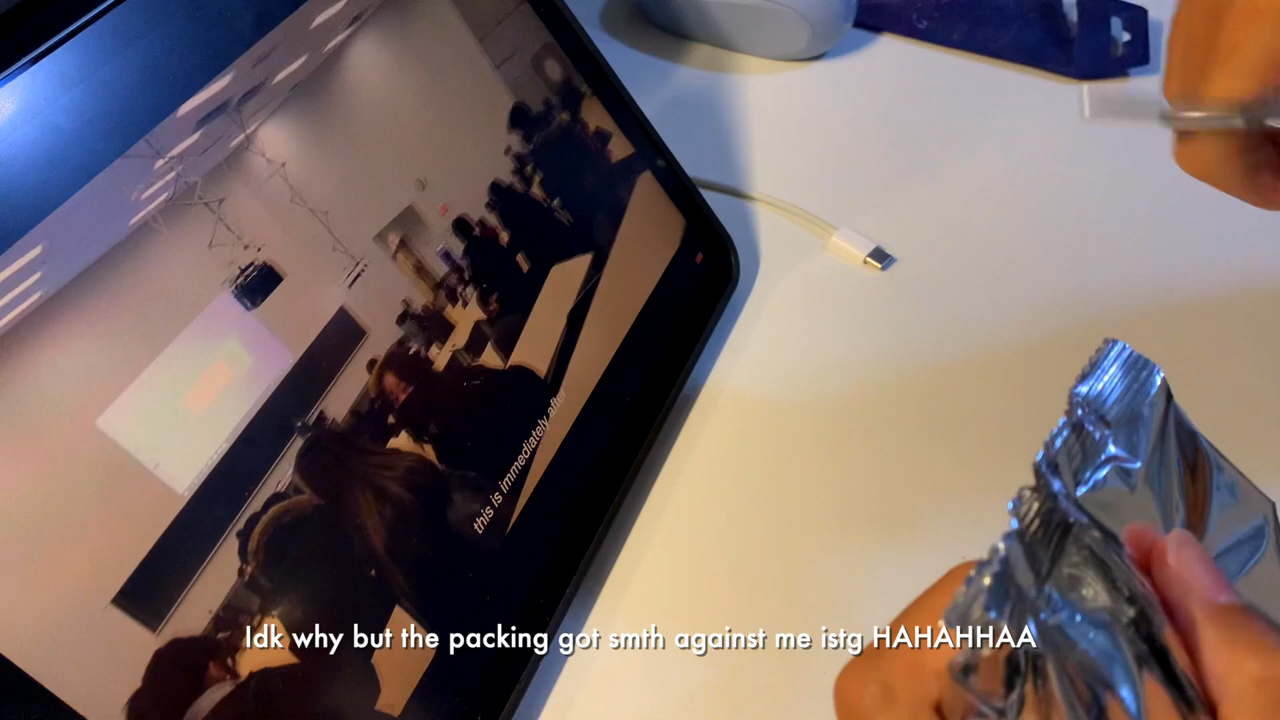 this is immediately after
Idk why but the packing got smth against me istg HAHAHHAA